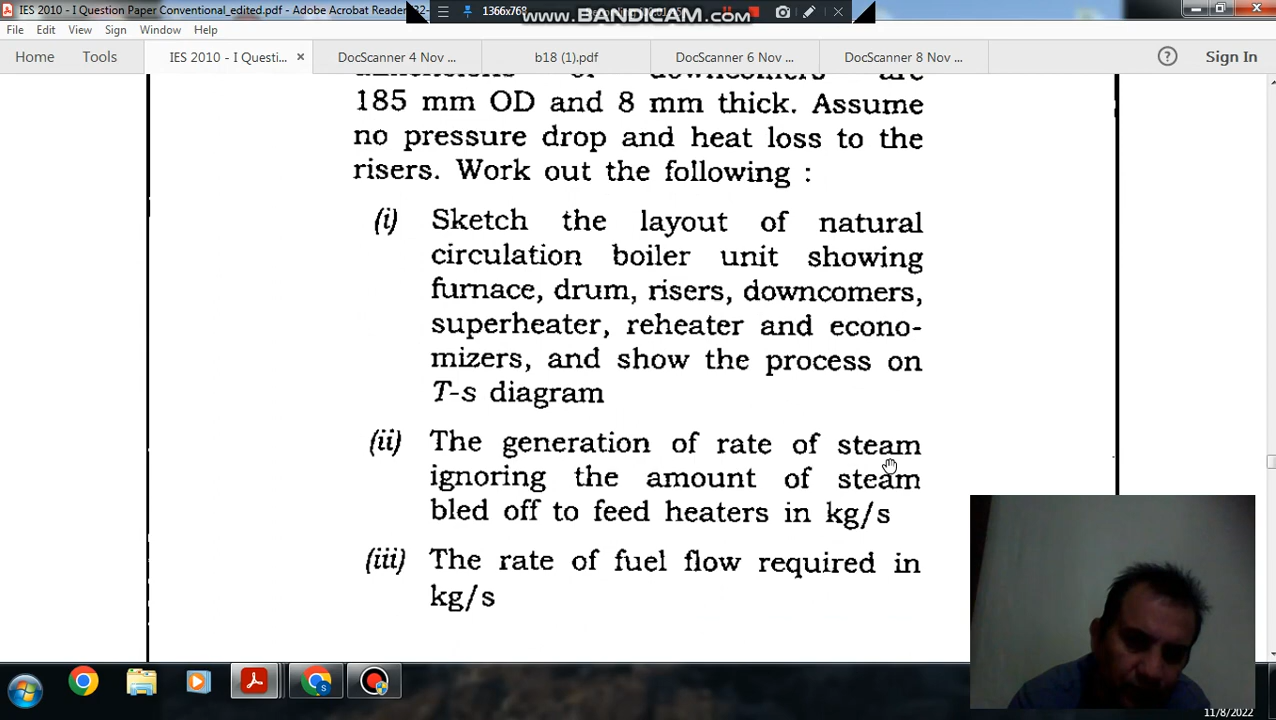 IES 2010 - I Question Paper Conventional_edited.pdf - Adobe Acrobat Reader
1366x768
www.BANDICAM.com
File Edit View Sign Window Help
Home Tools IES 2010 - I Questi... × DocScanner 4 Nov ... b18 (1).pdf DocScanner 6 Nov ... DocScanner 8 Nov ... Sign In
dimensions of downcomers are
185 mm OD and 8 mm thick. Assume
no pressure drop and heat loss to the
risers. Work out the following :
(i) Sketch the layout of natural
circulation boiler unit showing
furnace, drum, risers, downcomers,
superheater, reheater and econo-
mizers, and show the process on
T-s diagram
(ii) The generation of rate of steam
ignoring the amount of steam
bled off to feed heaters in kg/s
(iii) The rate of fuel flow required in
kg/s
11/8/2022